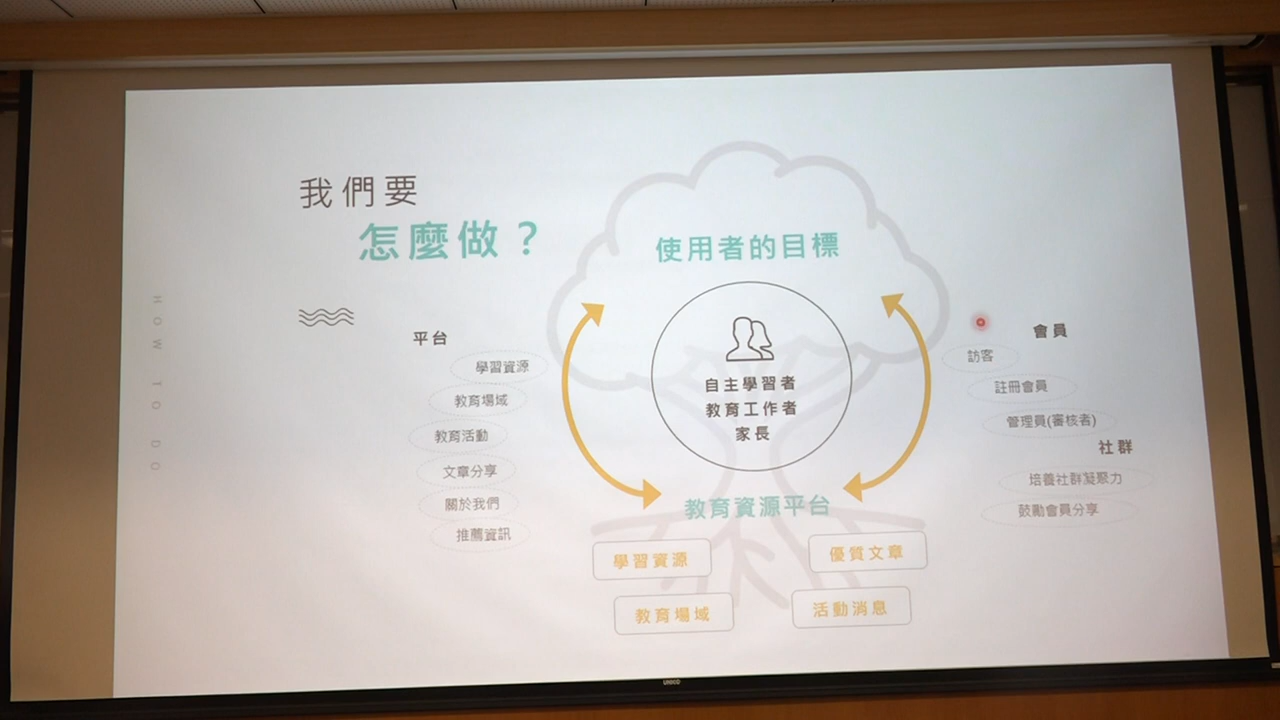 我們要
怎麼做？
HOW TO DO
平台
學習資源
教育場域
教育活動
文章分享
關於我們
推薦資訊
使用者的目標
自主學習者
教育工作者
家長
教育資源平台
學習資源
優質文章
教育場域
活動消息
會員
訪客
註冊會員
管理員(審核者)
社群
培養社群凝聚力
鼓勵會員分享
UNICO